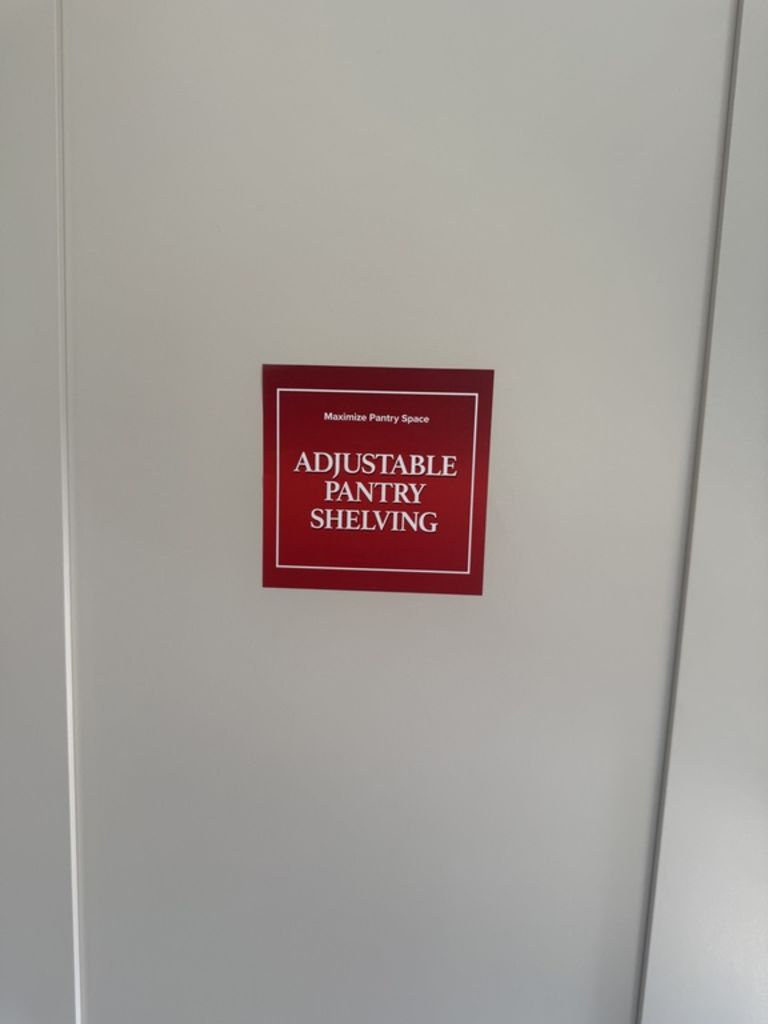 Maximize Pantry Space
ADJUSTABLE
PANTRY
SHELVING